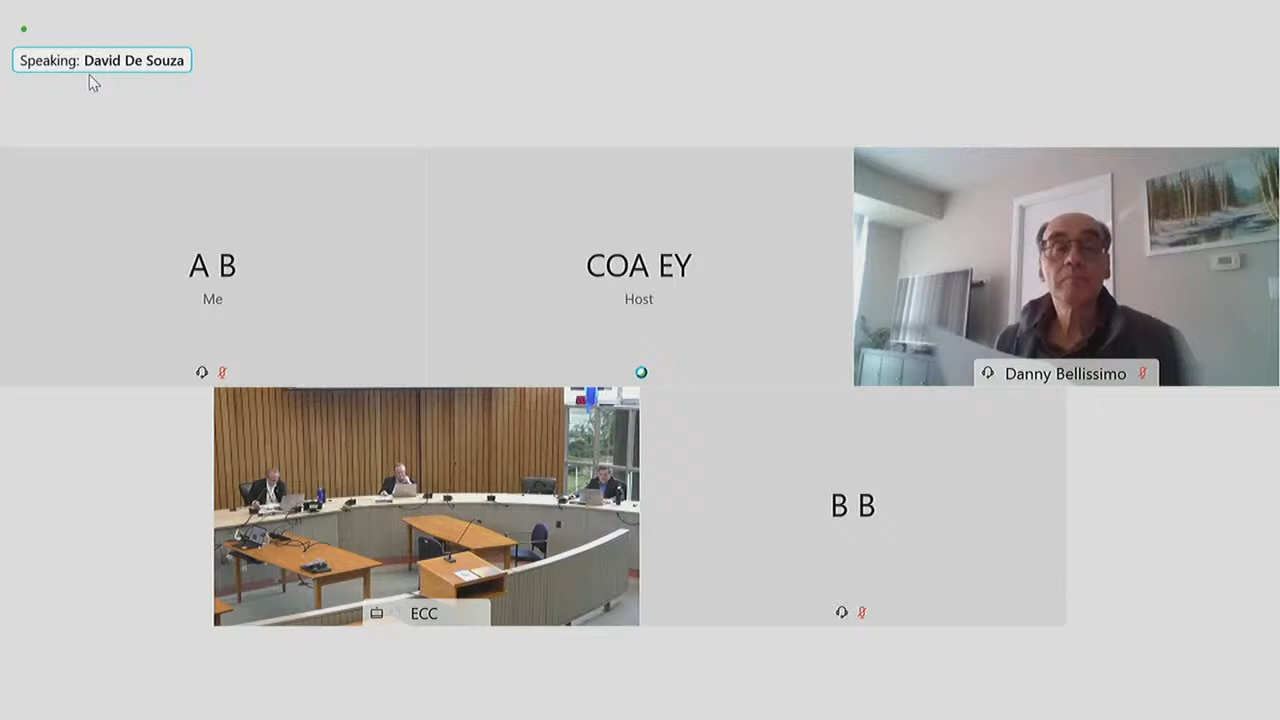 Speaking: David De Souza
A B
Me
COA EY
Host
Danny Bellissimo
ECC
B B